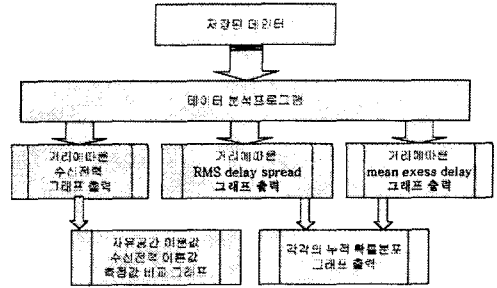 저장된 데이터
데이터 분석프로그램
거리에따른
수신전력
그래프 출력
거리에따른
RMS delay spread
그래프 출력
거리에따른
mean exess delay
그래프 출력
자유공간 이론값
수신전력 이론값
측정값 비교 그래프
각각의 누적 확률분포
그래프 출력